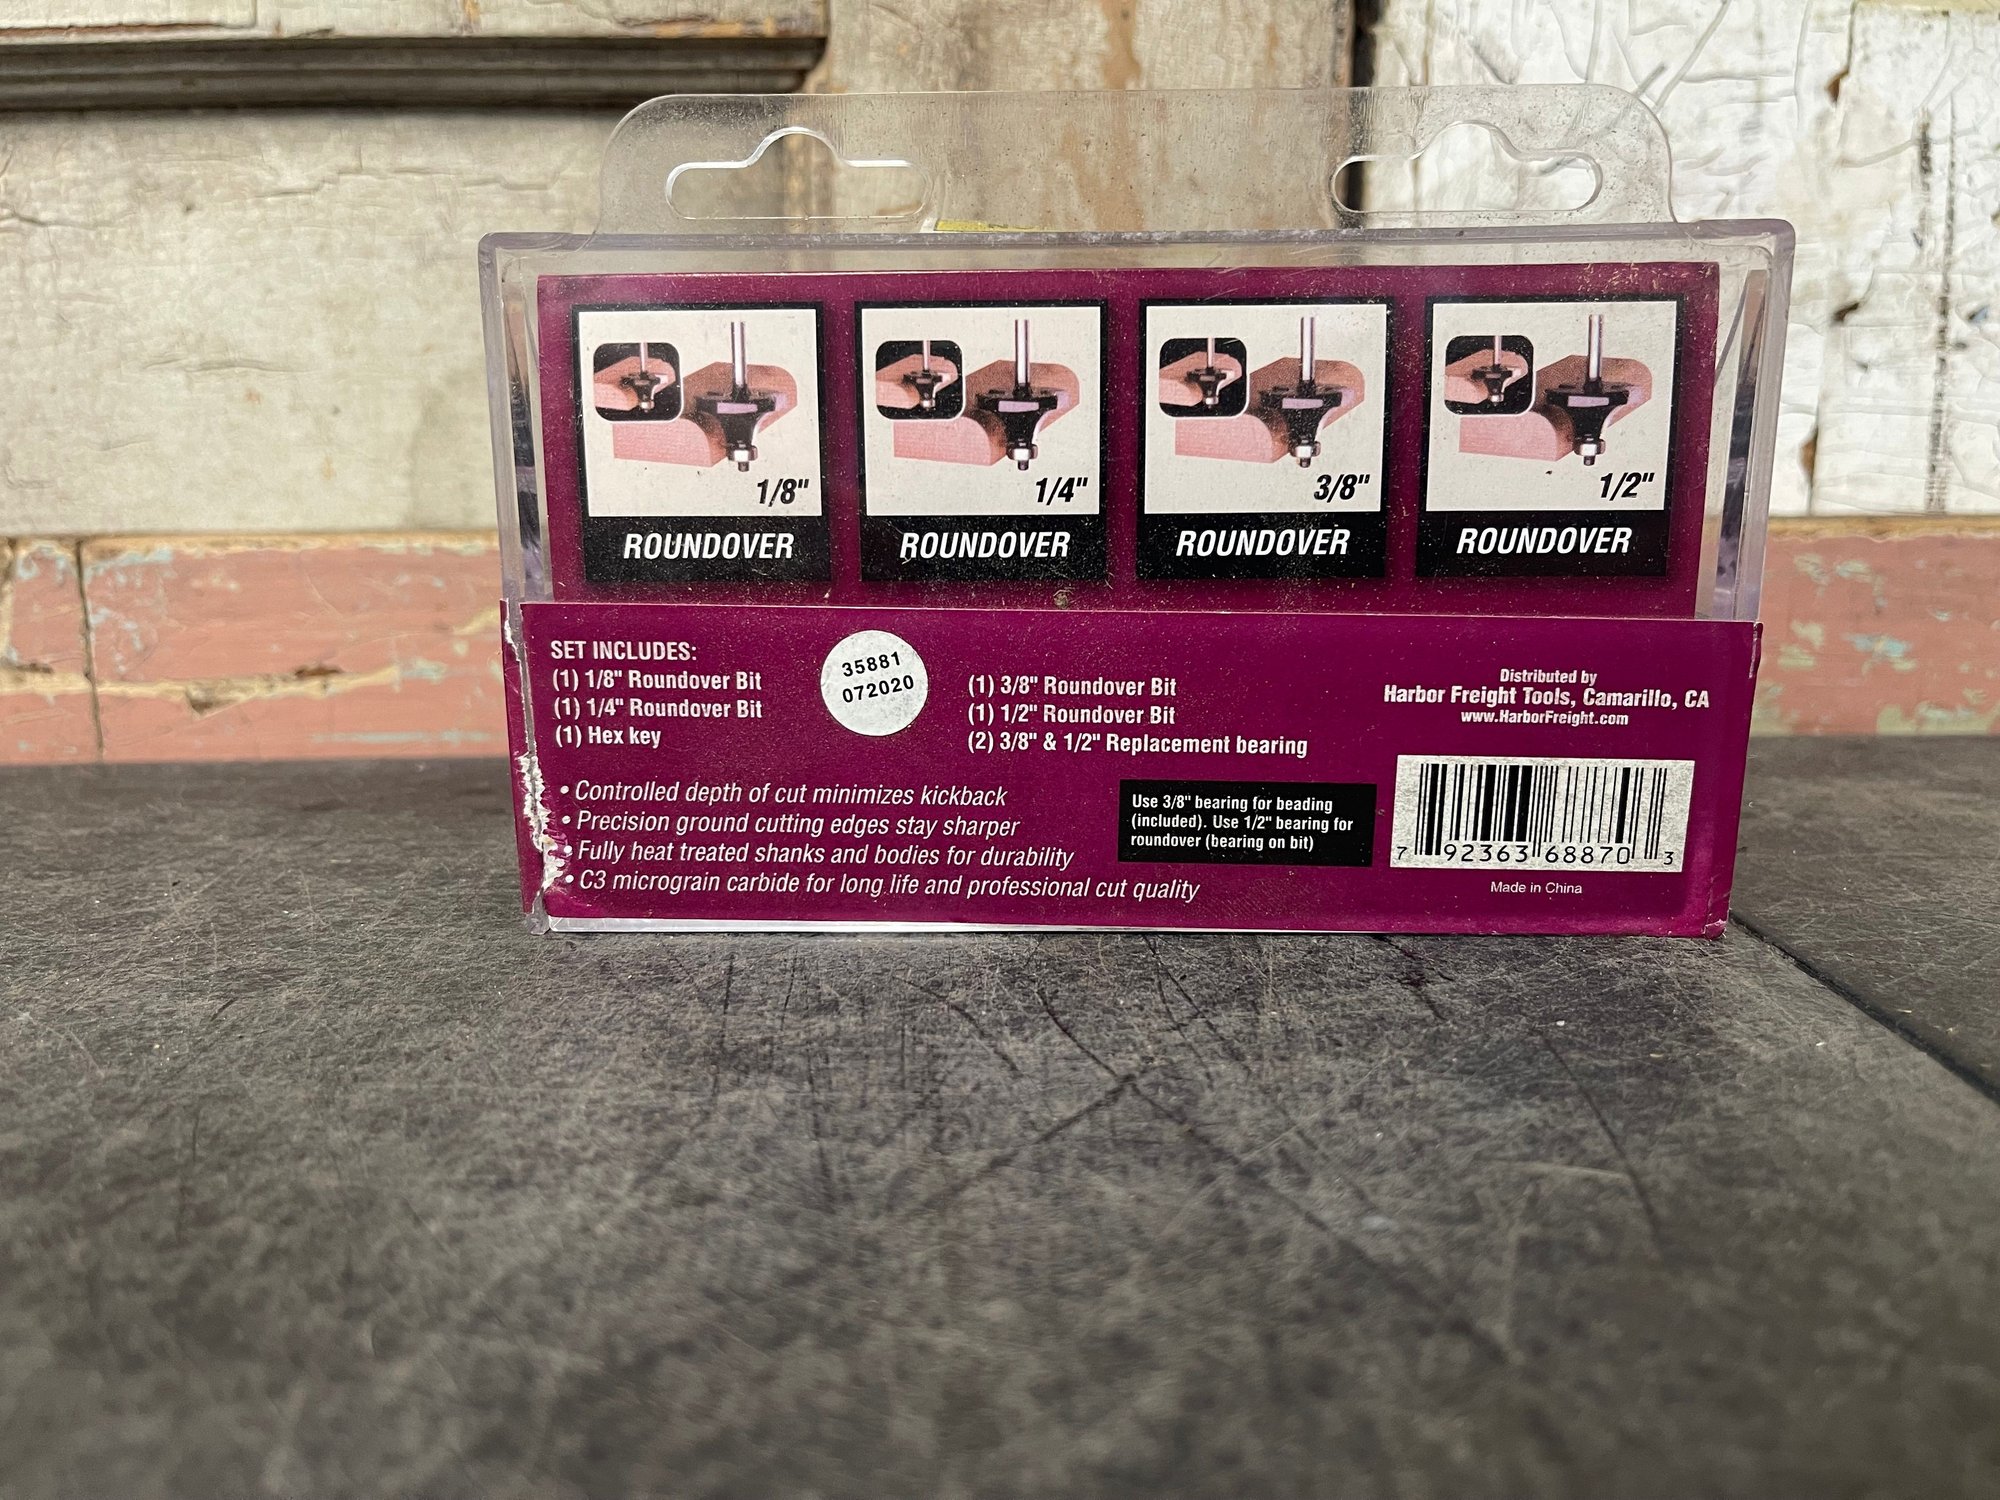 1/8"
ROUNDOVER
1/4"
ROUNDOVER
3/8"
ROUNDOVER
1/2"
ROUNDOVER
SET INCLUDES:
(1) 1/8" Roundover Bit
(1) 1/4" Roundover Bit
(1) Hex key
35881
072020
(1) 3/8" Roundover Bit
(1) 1/2" Roundover Bit
(2) 3/8" & 1/2" Replacement bearing
• Controlled depth of cut minimizes kickback
• Precision ground cutting edges stay sharper
• Fully heat treated shanks and bodies for durability
• C3 micrograin carbide for long life and professional cut quality
Use 3/8" bearing for beading
(included). Use 1/2" bearing for
roundover (bearing on bit)
Distributed by
Harbor Freight Tools, Camarillo, CA
www.HarborFreight.com
7 92363 68870 3
Made in China